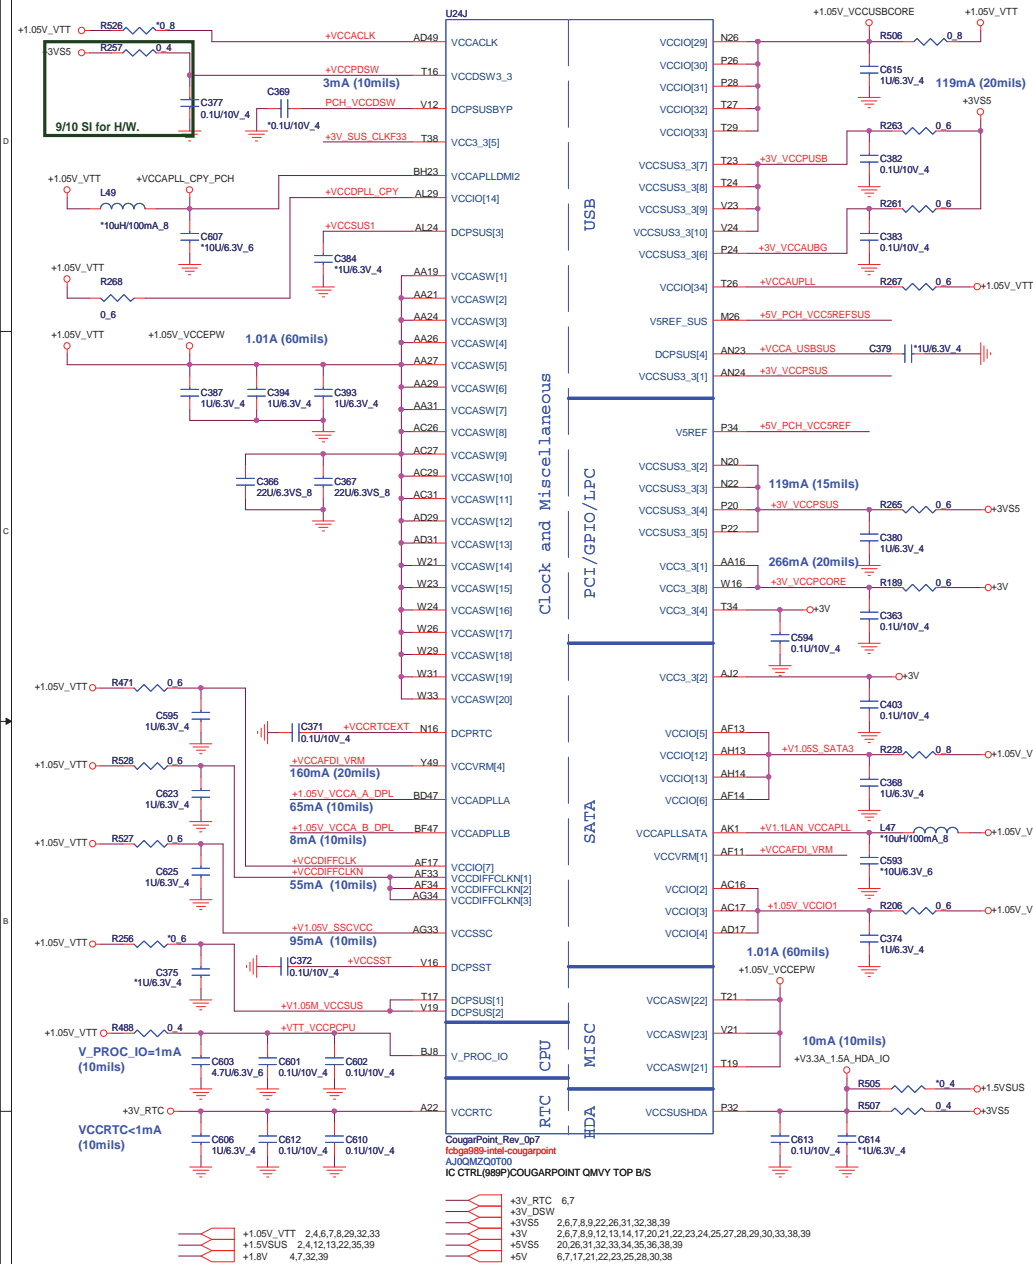 U24J
+1.05V_VTT R526 *0_8 +VCCACLK AD49 VCCACLK
+3VS5 R257 0_4 +VCCPDSW T16 VCCDSW3_3
3mA (10mils)
C377
0.1U/10V_4
9/10 SI for H/W.
C369
*0.1U/10V_4
PCH_VCCDSW V12 DCPSUSBYP
+3V_SUS_CLKF33 T38 VCC3_3[5]
BH23 VCCAPLLDMI2
+1.05V_VTT +VCCAPLL_CPY_PCH
L49
*10uH/100mA_8
C607
*10U/6.3V_6
+VCCDPLL_CPY AL29 VCCIO[14]
+VCCSUS1 AL24 DCPSUS[3]
C384
*1U/6.3V_4
+1.05V_VTT
R268
0_6
AA19 VCCASW[1]
AA21 VCCASW[2]
AA24 VCCASW[3]
AA26 VCCASW[4]
AA27 VCCASW[5]
AA29 VCCASW[6]
AA31 VCCASW[7]
AC26 VCCASW[8]
AC27 VCCASW[9]
AC29 VCCASW[10]
AC31 VCCASW[11]
AD29 VCCASW[12]
AD31 VCCASW[13]
W21 VCCASW[14]
W23 VCCASW[15]
W24 VCCASW[16]
W26 VCCASW[17]
W29 VCCASW[18]
W31 VCCASW[19]
W33 VCCASW[20]
+1.05V_VTT +1.05V_VCCEPW 1.01A (60mils)
C387
1U/6.3V_4
C394
1U/6.3V_4
C393
1U/6.3V_4
C366
22U/6.3VS_8
C367
22U/6.3VS_8
+1.05V_VTT R471 0_6
C595
1U/6.3V_4
C371
0.1U/10V_4
+VCCRTCEXT N16 DCPRTC
+VCCAFDI_VRM Y49 VCCVRM[4]
160mA (20mils)
+1.05V_VTT R528 0_6
C623
1U/6.3V_4
+1.05V_VCCA_A_DPL BD47 VCCADPLLA
65mA (10mils)
+1.05V_VCCA_B_DPL BF47 VCCADPLLB
8mA (10mils)
+1.05V_VTT R527 0_6
C625
1U/6.3V_4
+VCCDIFFCLK AF17 VCCIO[7]
+VCCDIFFCLKN AF33 VCCDIFFCLKN[1]
AF34 VCCDIFFCLKN[2]
AG34 VCCDIFFCLKN[3]
55mA (10mils)
+V1.05V_SSCVCC AG33 VCCSSC
95mA (10mils)
+1.05V_VTT R256 *0_6
C375
*1U/6.3V_4
C372
0.1U/10V_4
+VCCSST V16 DCPSST
T17 DCPSUS[1]
+V1.05M_VCCSUS V19 DCPSUS[2]
+1.05V_VTT R488 0_4 +VTT_VCCPCPU BJ8 V_PROC_IO
V_PROC_IO=1mA
(10mils)
C603
4.7U/6.3V_6
C601
0.1U/10V_4
C602
0.1U/10V_4
+3V_RTC A22 VCCRTC
VCCRTC<1mA
(10mils)
C606
1U/6.3V_4
C612
0.1U/10V_4
C610
0.1U/10V_4
Clock and Miscellaneous
USB
PCI/GPIO/LPC
SATA
MISC
CPU
RTC
HDA
+1.05V_VCCUSBCORE +1.05V_VTT
VCCIO[29] N26 R506 0_8
VCCIO[30] P26
VCCIO[31] P28
VCCIO[32] T27
VCCIO[33] T29
C615
1U/6.3V_4
119mA (20mils)
+3VS5
VCCSUS3_3[7] T23 +3V_VCCPUSB R263 0_6
VCCSUS3_3[8] T24
VCCSUS3_3[9] V23
VCCSUS3_3[10] V24
C382
0.1U/10V_4
VCCSUS3_3[6] P24 +3V_VCCAUBG R261 0_6
C383
0.1U/10V_4
VCCIO[34] T26 +VCCAUPLL R267 0_6 +1.05V_VTT
V5REF_SUS M26 +5V_PCH_VCC5REFSUS
DCPSUS[4] AN23 +VCCA_USBSUS C379 *1U/6.3V_4
VCCSUS3_3[1] AN24 +3V_VCCPSUS
V5REF P34 +5V_PCH_VCC5REF
VCCSUS3_3[2] N20
VCCSUS3_3[3] N22 119mA (15mils)
VCCSUS3_3[4] P20 +3V_VCCPSUS R265 0_6 +3VS5
VCCSUS3_3[5] P22
C380
1U/6.3V_4
VCC3_3[1] AA16 266mA (20mils)
VCC3_3[8] W16 +3V_VCCPCORE R189 0_6 +3V
VCC3_3[4] T34 +3V
C363
0.1U/10V_4
C594
0.1U/10V_4
VCC3_3[2] AJ2 +3V
C403
0.1U/10V_4
VCCIO[5] AF13
VCCIO[12] AH13 +V1.05S_SATA3 R228 0_8 +1.05V_V
VCCIO[13] AH14
VCCIO[6] AF14
C368
1U/6.3V_4
VCCAPLLSATA AK1 +V1.1LAN_VCCAPLL L47 +1.05V_V
*10uH/100mA_8
VCCVRM[1] AF11 +VCCAFDI_VRM
C593
*10U/6.3V_6
VCCIO[2] AC16
VCCIO[3] AC17 +1.05V_VCCIO1 R206 0_6 +1.05V_V
VCCIO[4] AD17
C374
1U/6.3V_4
1.01A (60mils)
+1.05V_VCCEPW
VCCASW[22] T21
VCCASW[23] V21
VCCASW[21] T19
10mA (10mils)
+V3.3A_1.5A_HDA_IO
R505 *0_4 +1.5VSUS
VCCSUSHDA P32 R507 0_4 +3VS5
C613
0.1U/10V_4
C614
*1U/6.3V_4
CougarPoint_Rev_0p7
fcbga989-intel-cougarpoint
AJ0QMZQ0T00
IC CTRL(989P)COUGARPOINT QMVY TOP B/S
+1.05V_VTT 2,4,6,7,8,29,32,33
+1.5VSUS 2,4,12,13,22,35,39
+1.8V 4,7,32,39
+3V_RTC 6,7
+3V_DSW
+3VS5 2,6,7,8,9,22,26,31,32,38,39
+3V 2,6,7,8,9,12,13,14,17,20,21,22,23,24,25,27,28,29,30,33,38,39
+5VS5 20,26,31,32,33,34,35,36,38,39
+5V 6,7,17,21,22,23,25,28,30,38
D
C
B